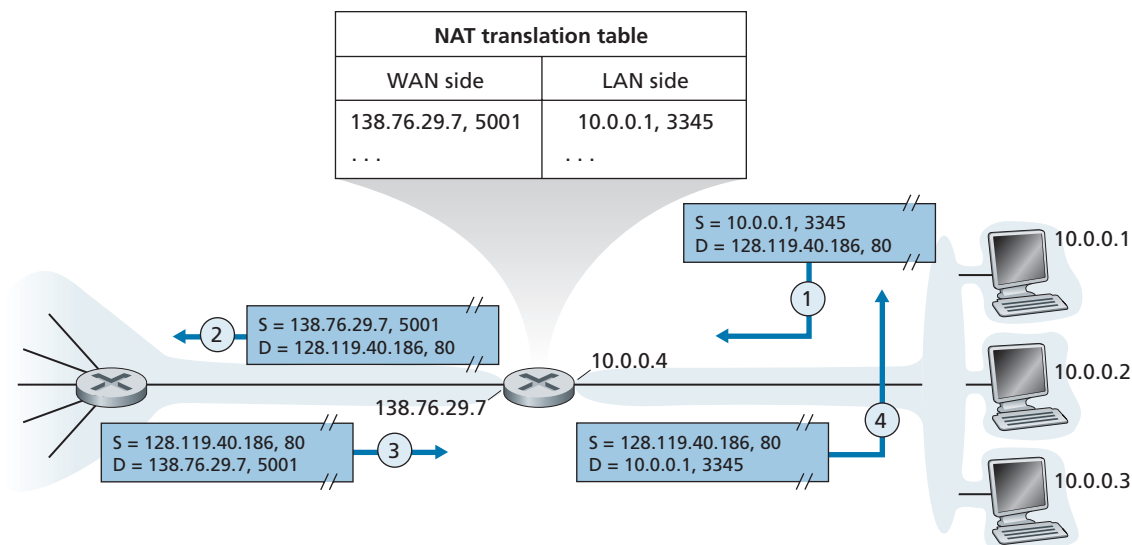 NAT translation table
WAN side LAN side
138.76.29.7, 5001 10.0.0.1, 3345
. . . . . .
S = 10.0.0.1, 3345
D = 128.119.40.186, 80
10.0.0.1
1
2
S = 138.76.29.7, 5001
D = 128.119.40.186, 80
10.0.0.4
10.0.0.2
138.76.29.7
S = 128.119.40.186, 80
D = 138.76.29.7, 5001
3
S = 128.119.40.186, 80
D = 10.0.0.1, 3345
4
10.0.0.3